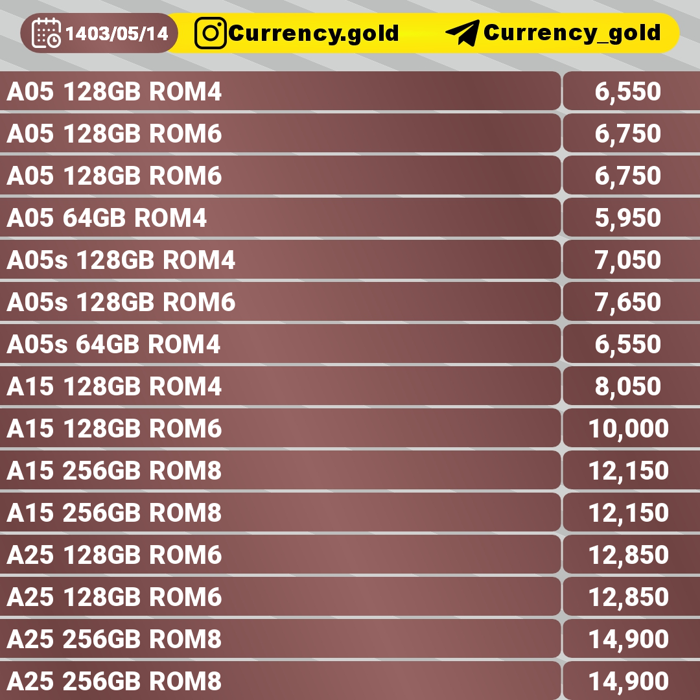 1403/05/14 Currency.gold Currency_gold
A05 128GB ROM4 6,550
A05 128GB ROM6 6,750
A05 128GB ROM6 6,750
A05 64GB ROM4 5,950
A05s 128GB ROM4 7,050
A05s 128GB ROM6 7,650
A05s 64GB ROM4 6,550
A15 128GB ROM4 8,050
A15 128GB ROM6 10,000
A15 256GB ROM8 12,150
A15 256GB ROM8 12,150
A25 128GB ROM6 12,850
A25 128GB ROM6 12,850
A25 256GB ROM8 14,900
A25 256GB ROM8 14,900